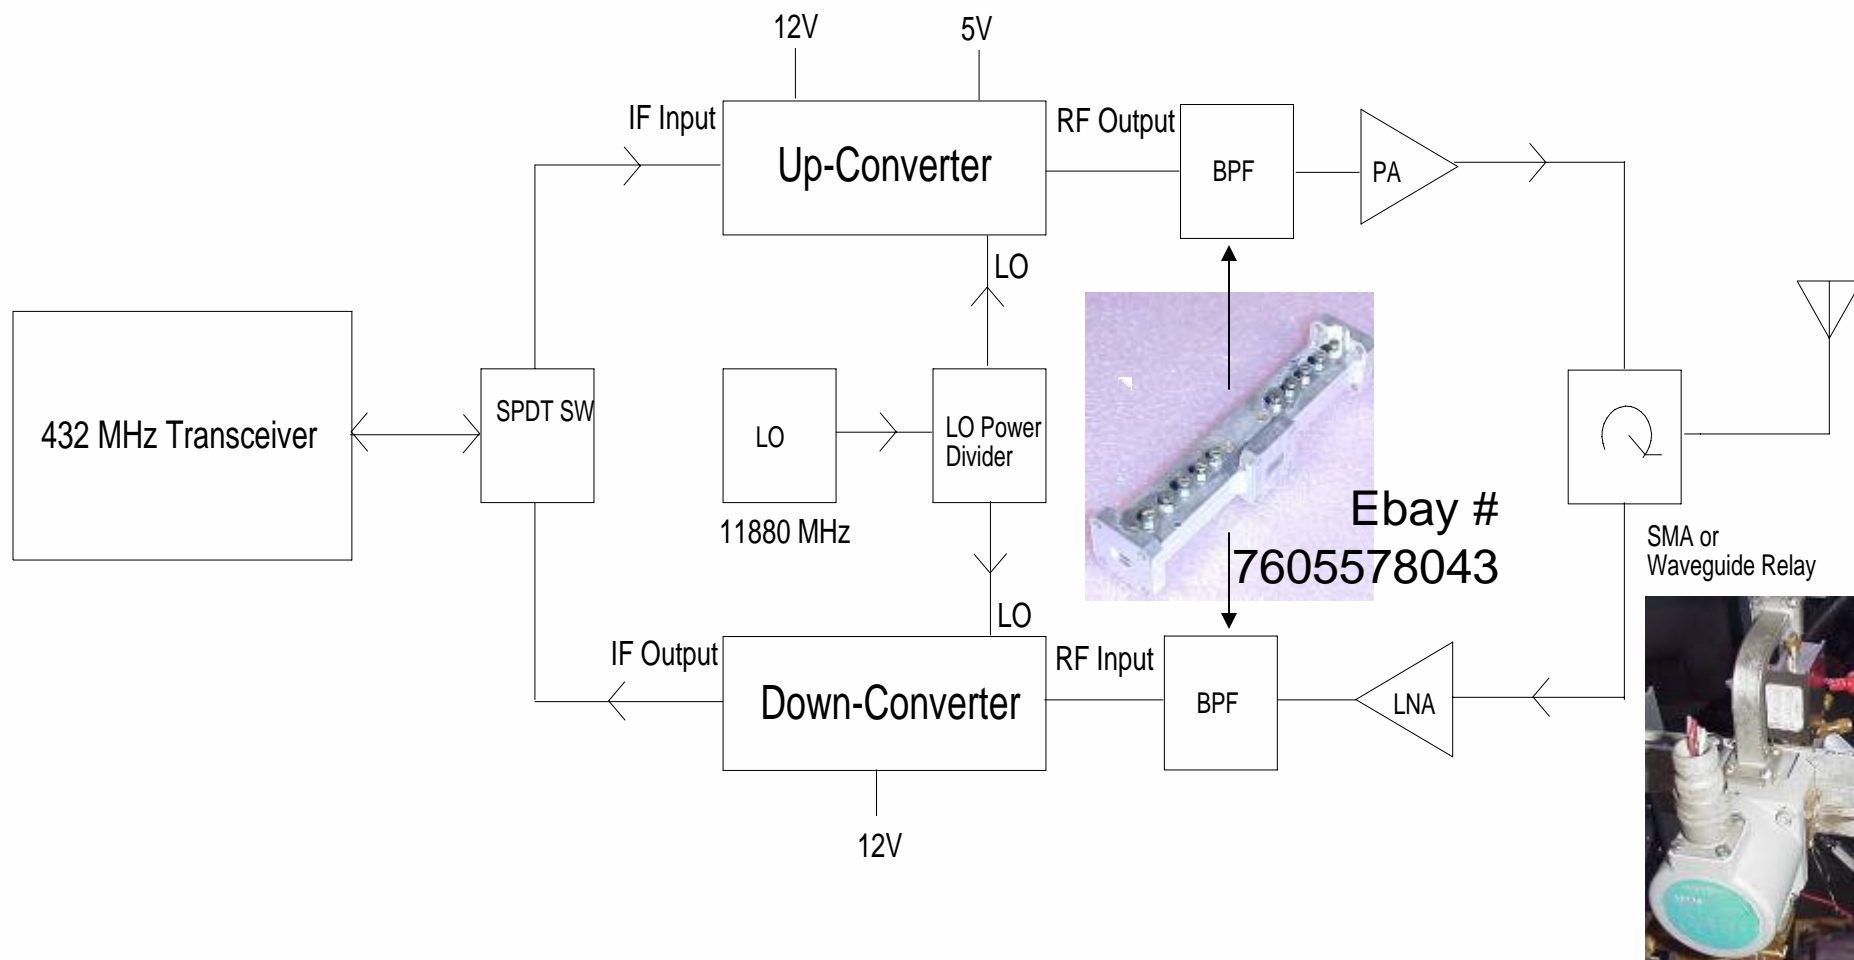 12V
5V
IF Input
RF Output
Up-Converter
BPF
PA
LO
432 MHz Transceiver
SPDT SW
LO
LO Power
Divider
11880 MHz
Ebay #
7605578043
SMA or
Waveguide Relay
LO
IF Output
RF Input
Down-Converter
BPF
LNA
12V